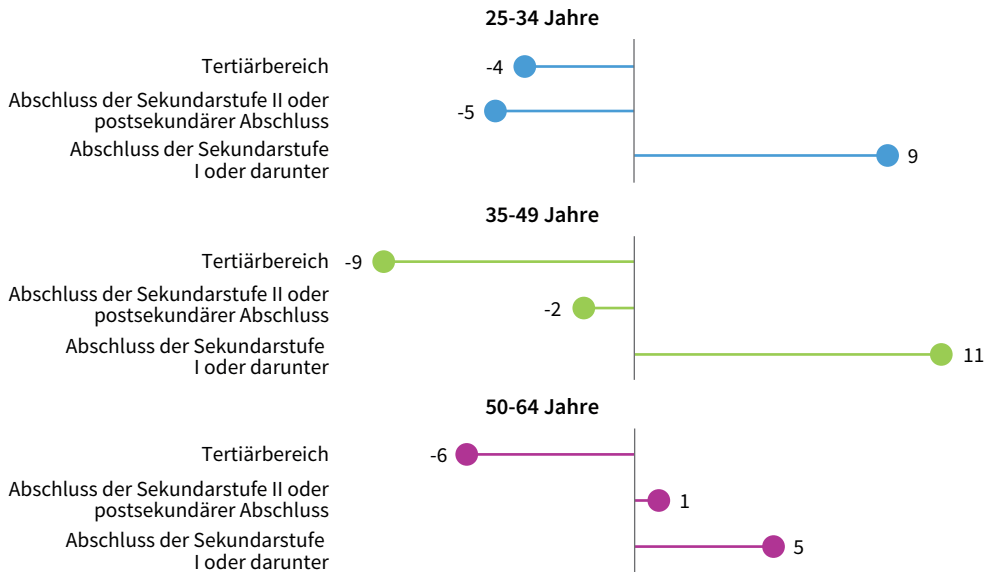 25-34 Jahre
Tertiärbereich
-4
Abschluss der Sekundarstufe II oder
postsekundärer Abschluss
-5
Abschluss der Sekundarstufe
I oder darunter
9
35-49 Jahre
Tertiärbereich
-9
Abschluss der Sekundarstufe II oder
postsekundärer Abschluss
-2
Abschluss der Sekundarstufe
I oder darunter
11
50-64 Jahre
Tertiärbereich
-6
Abschluss der Sekundarstufe II oder
postsekundärer Abschluss
1
Abschluss der Sekundarstufe
I oder darunter
5